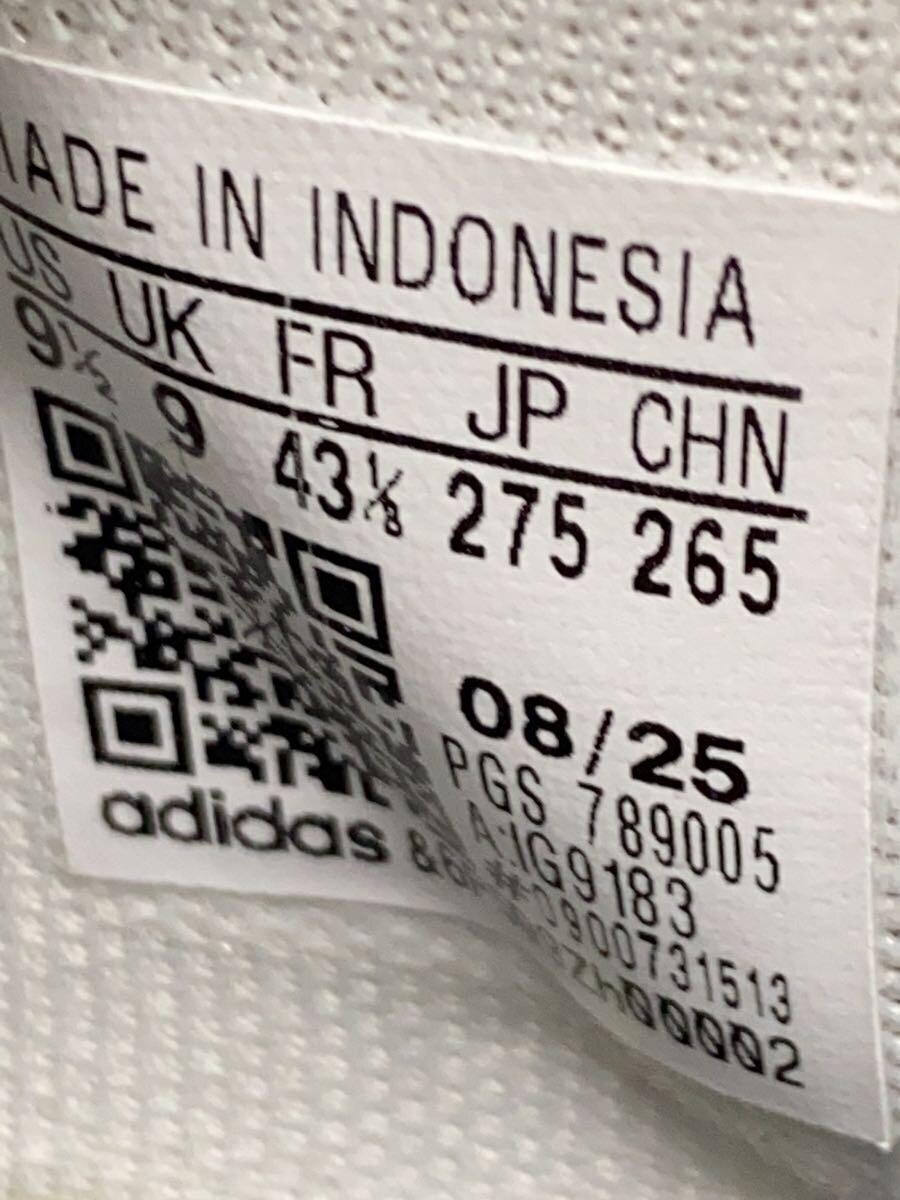 MADE IN INDONESIA
US UK FR JP CHN
9½ 9 43⅓ 275 265
08/25
PGS 789005
A:IG9183
#0900731513
adidas